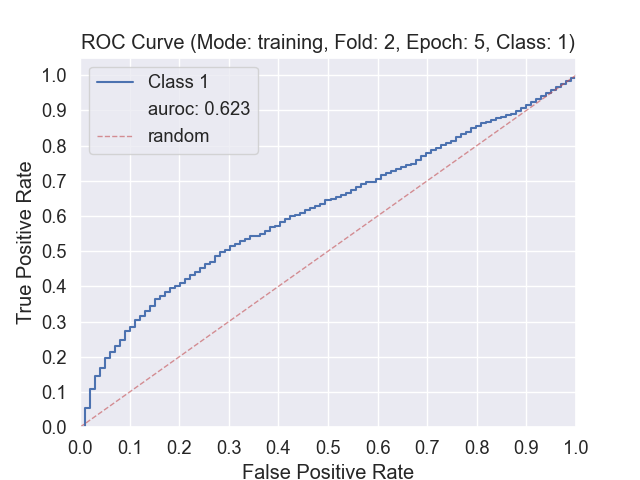 ROC Curve (Mode: training, Fold: 2, Epoch: 5, Class: 1)
Class 1
auroc: 0.623
random
True Positive Rate
1.0
0.9
0.8
0.7
0.6
0.5
0.4
0.3
0.2
0.1
0.0
0.0 0.1 0.2 0.3 0.4 0.5 0.6 0.7 0.8 0.9 1.0
False Positive Rate